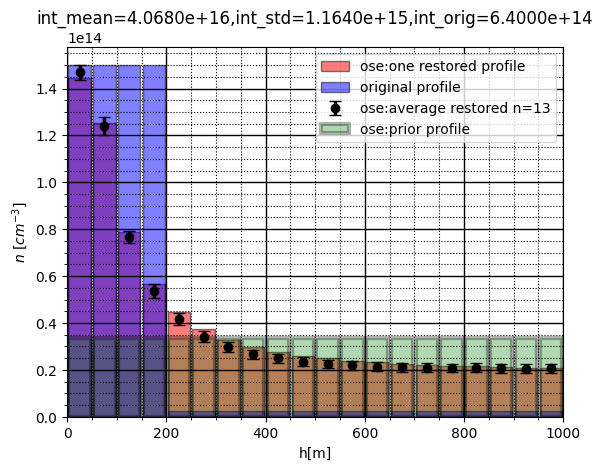 int_mean=4.0680e+16,int_std=1.1640e+15,int_orig=6.4000e+14
1e14
ose:one restored profile
original profile
ose:average restored n=13
ose:prior profile
1.4
1.2
1.0
0.8
0.6
0.4
0.2
0.0
n [cm⁻³]
0 200 400 600 800 1000
h[m]